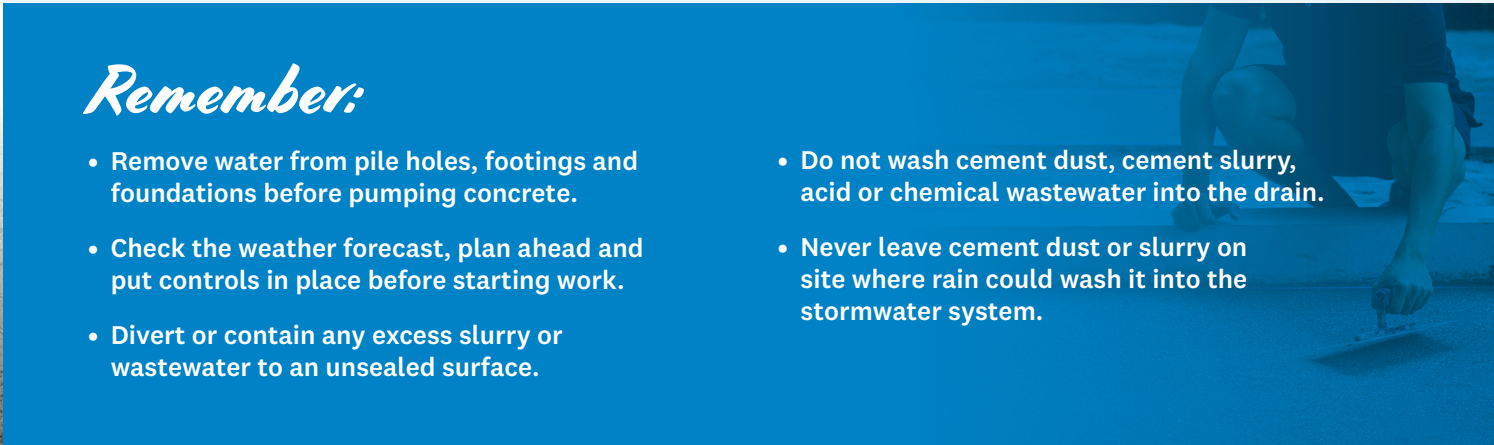 Remember:
• Remove water from pile holes, footings and
foundations before pumping concrete.
• Check the weather forecast, plan ahead and
put controls in place before starting work.
• Divert or contain any excess slurry or
wastewater to an unsealed surface.
• Do not wash cement dust, cement slurry,
acid or chemical wastewater into the drain.
• Never leave cement dust or slurry on
site where rain could wash it into the
stormwater system.